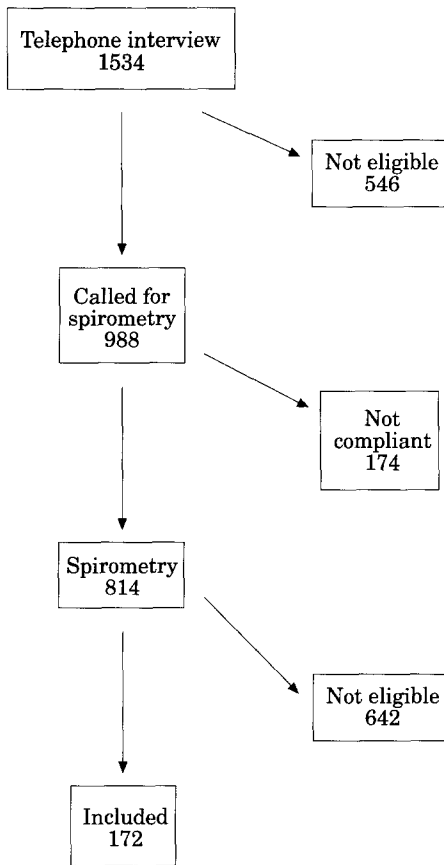 Telephone interview
1534
Not eligible
546
Called for
spirometry
988
Not
compliant
174
Spirometry
814
Not eligible
642
Included
172